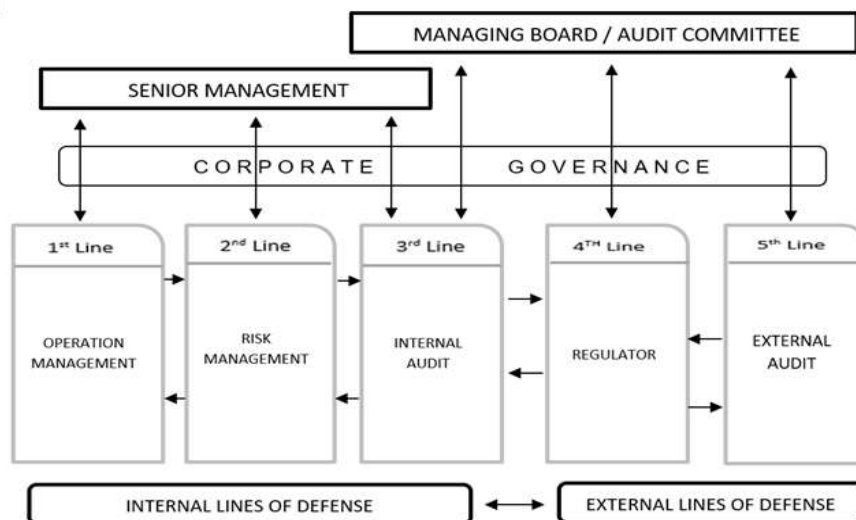 MANAGING BOARD / AUDIT COMMITTEE
SENIOR MANAGEMENT
CORPORATE GOVERNANCE
1st Line
2nd Line
3rd Line
4TH Line
5th Line
OPERATION
MANAGEMENT
RISK
MANAGEMENT
INTERNAL
AUDIT
REGULATOR
EXTERNAL
AUDIT
INTERNAL LINES OF DEFENSE
EXTERNAL LINES OF DEFENSE